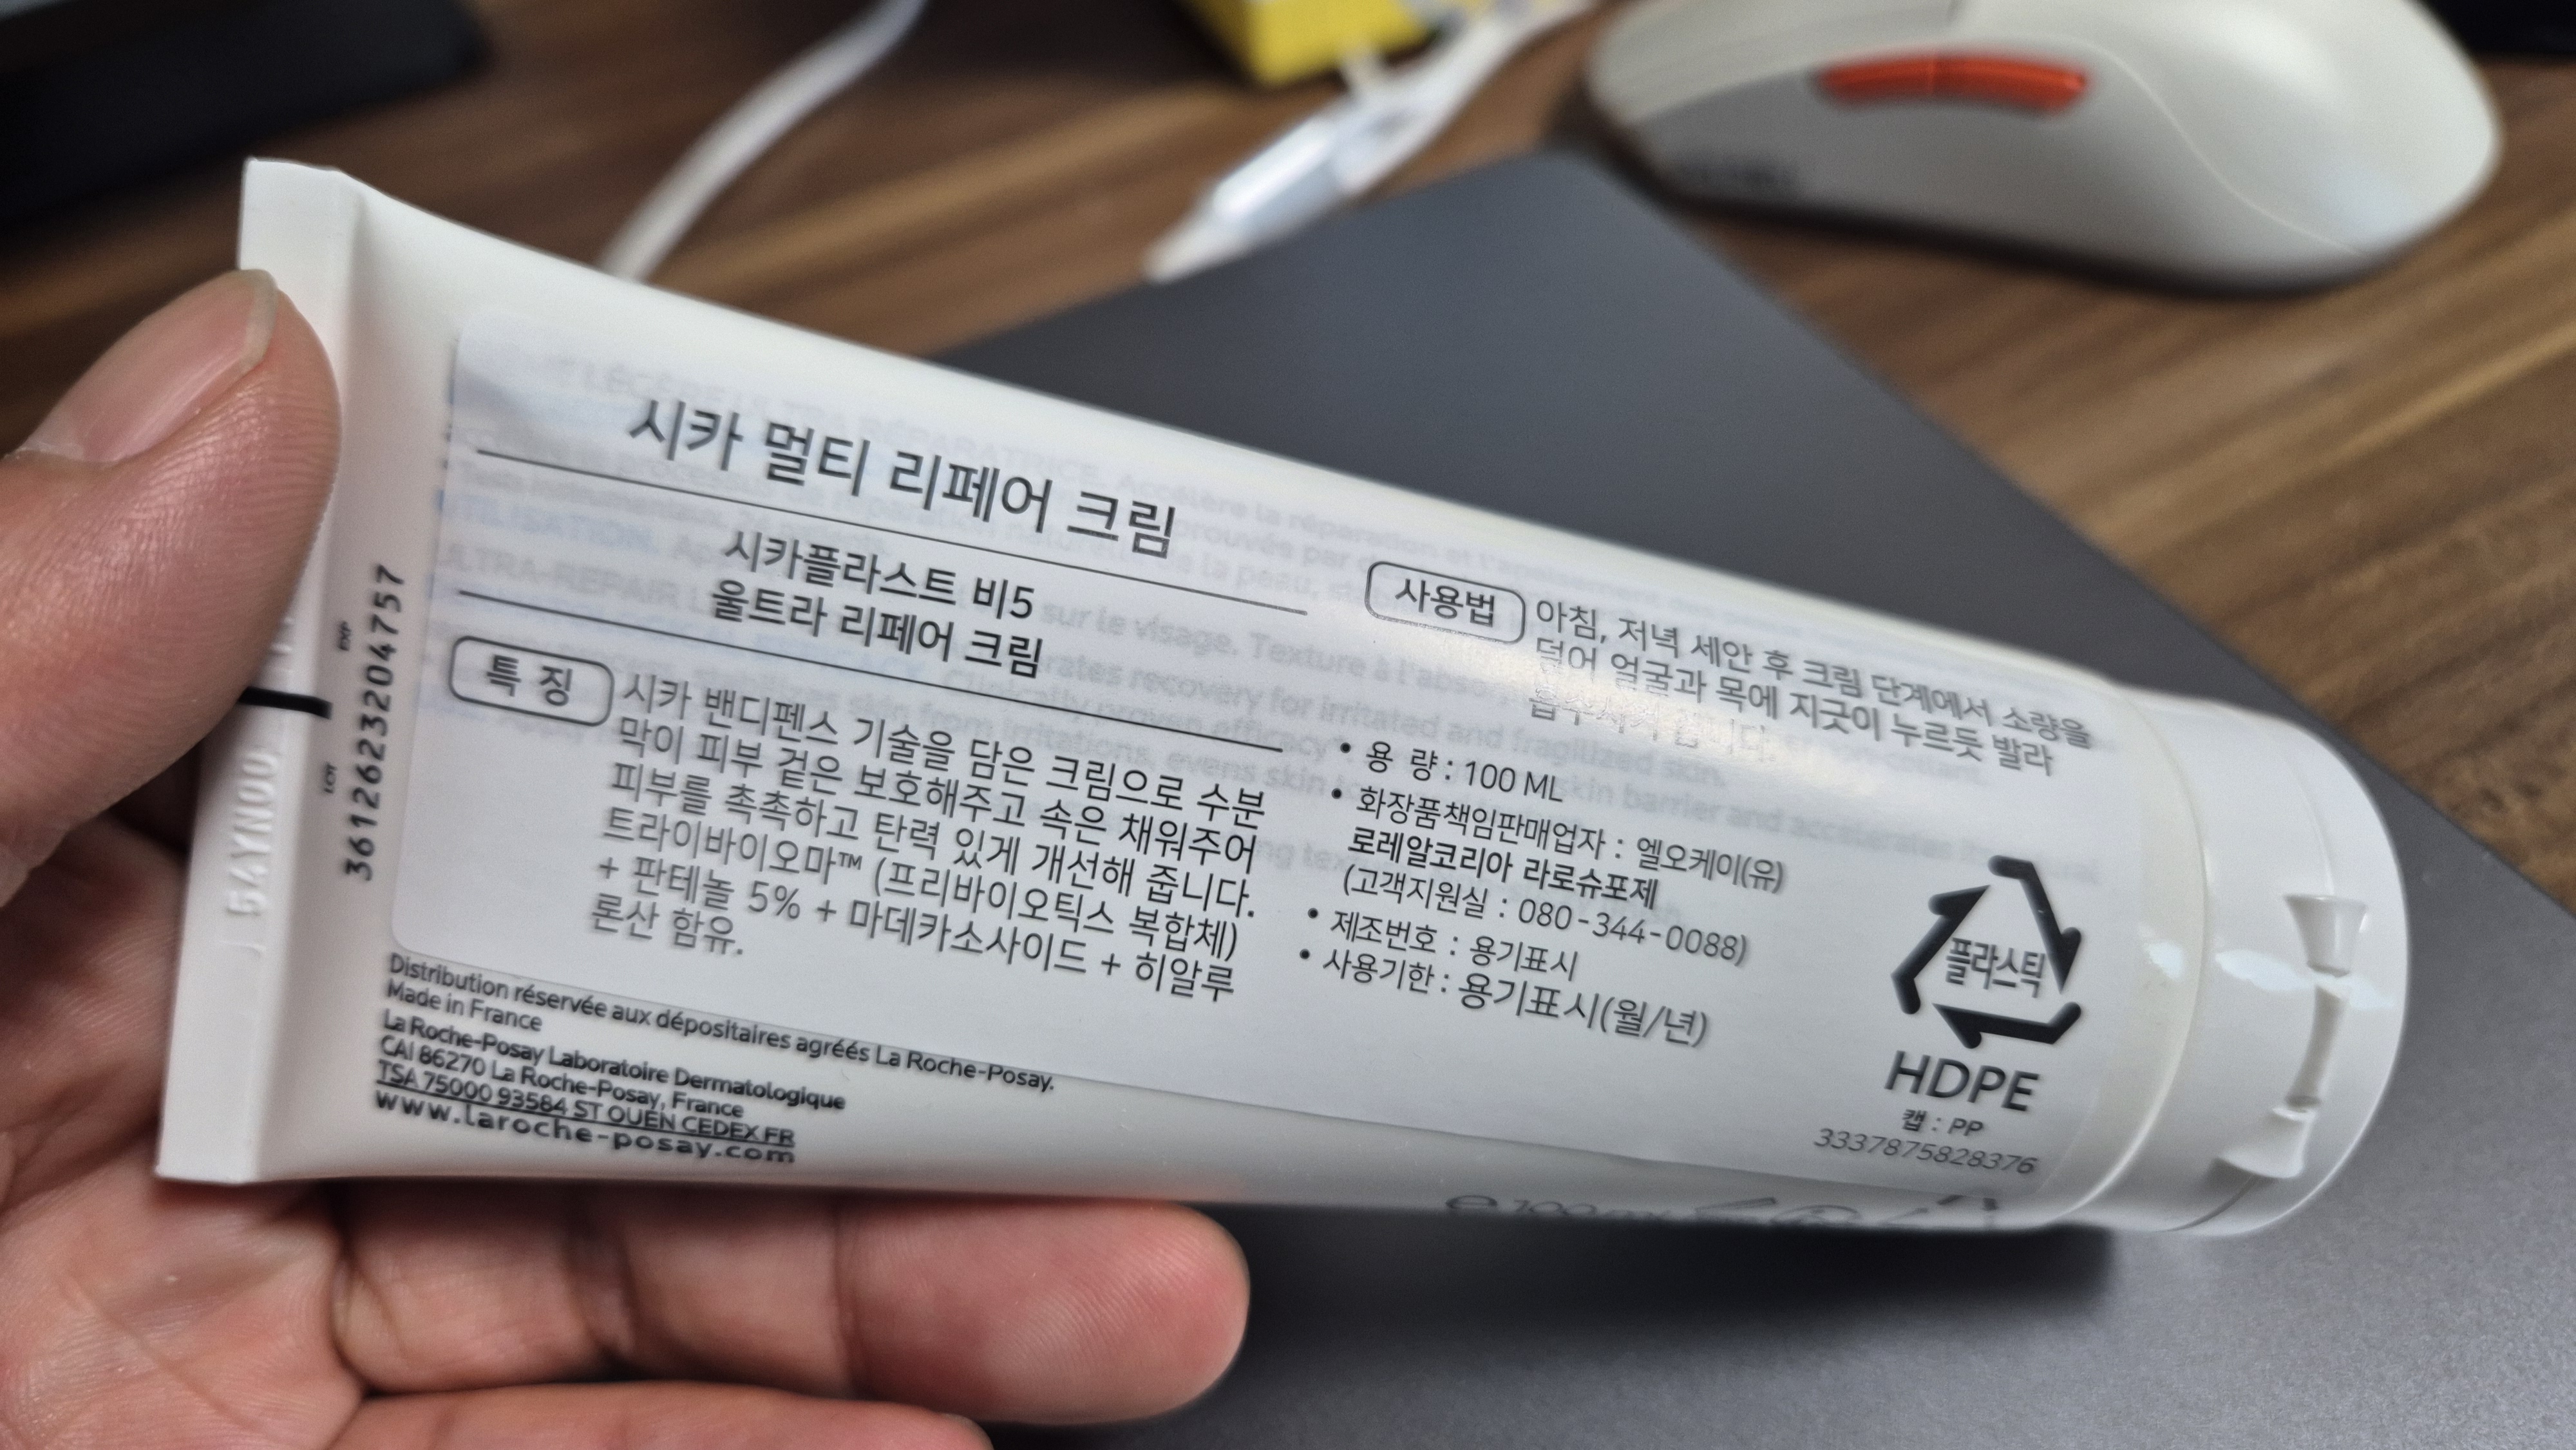 시카 멀티 리페어 크림
시카플라스트 비5
울트라 리페어 크림
특 징
시카 밴디펜스 기술을 담은 크림으로 수분
막이 피부 겉은 보호해주고 속은 채워주어
피부를 촉촉하고 탄력 있게 개선해 줍니다.
트라이바이오마™ (프리바이오틱스 복합체)
+ 판테놀 5% + 마데카소사이드 + 히알루
론산 함유.
사용법
아침, 저녁 세안 후 크림 단계에서 소량을
덜어 얼굴과 목에 지긋이 누르듯 발라
흡수시켜 줍니다.
• 용 량 : 100 ML
• 화장품책임판매업자 : 엘오케이(유)
로레알코리아 라로슈포제
(고객지원실 : 080-344-0088)
• 제조번호 : 용기표시
• 사용기한 : 용기표시(월/년)
플라스틱
HDPE
캡 : PP
3337875828376
Distribution réservée aux dépositaires agréés La Roche-Posay.
Made in France
La Roche-Posay Laboratoire Dermatologique
CAI 86270 La Roche-Posay, France
TSA 75000 93584 ST OUEN CEDEX FR
www.laroche-posay.com
EXP
LOT
3612623204757
54YN00